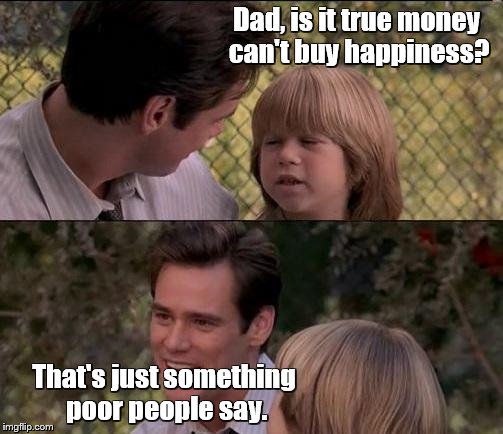 Dad, is it true money
can't buy happiness?
That's just something
poor people say.
imgflip.com